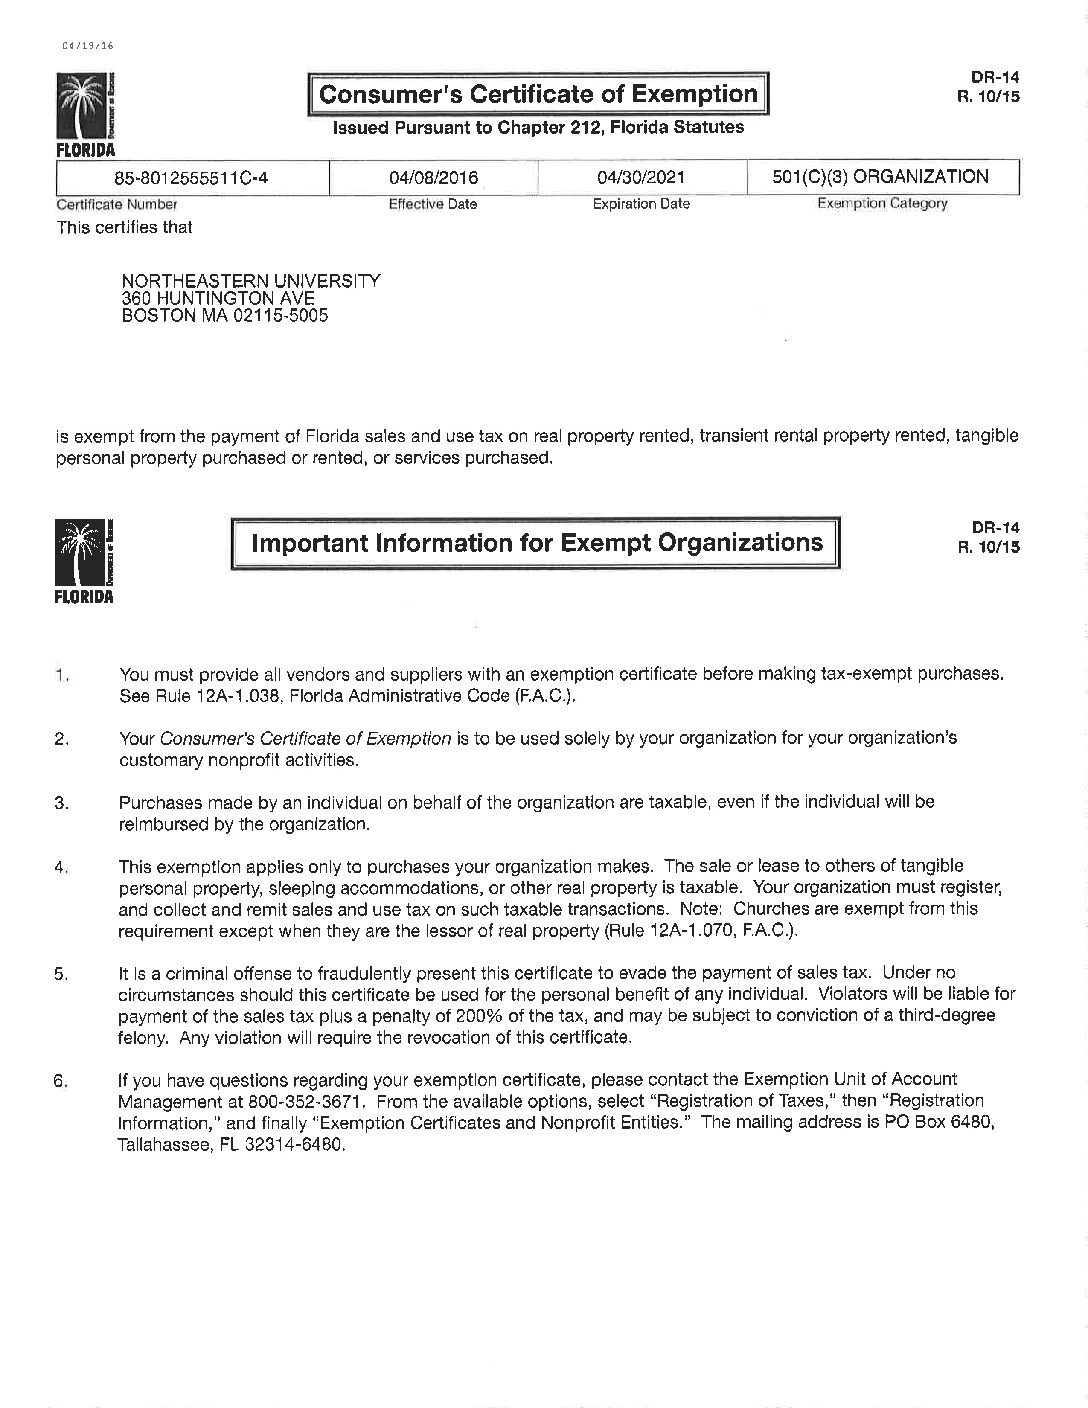 04/19/16
DR-14
Consumer's Certificate of Exemption
R. 10/15
Issued Pursuant to Chapter 212, Florida Statutes
DEPARTMENT OF REVENUE
FLORIDA
85-8012555511C-4 04/08/2016 04/30/2021 501(C)(3) ORGANIZATION
Certificate Number Effective Date Expiration Date Exemption Category
This certifies that
NORTHEASTERN UNIVERSITY
360 HUNTINGTON AVE
BOSTON MA 02115-5005
is exempt from the payment of Florida sales and use tax on real property rented, transient rental property rented, tangible
personal property purchased or rented, or services purchased.
DR-14
Important Information for Exempt Organizations
R. 10/15
DEPARTMENT OF REVENUE
FLORIDA
1. You must provide all vendors and suppliers with an exemption certificate before making tax-exempt purchases.
See Rule 12A-1.038, Florida Administrative Code (F.A.C.).
2. Your Consumer's Certificate of Exemption is to be used solely by your organization for your organization's
customary nonprofit activities.
3. Purchases made by an individual on behalf of the organization are taxable, even if the individual will be
reimbursed by the organization.
4. This exemption applies only to purchases your organization makes. The sale or lease to others of tangible
personal property, sleeping accommodations, or other real property is taxable. Your organization must register,
and collect and remit sales and use tax on such taxable transactions. Note: Churches are exempt from this
requirement except when they are the lessor of real property (Rule 12A-1.070, F.A.C.).
5. It is a criminal offense to fraudulently present this certificate to evade the payment of sales tax. Under no
circumstances should this certificate be used for the personal benefit of any individual. Violators will be liable for
payment of the sales tax plus a penalty of 200% of the tax, and may be subject to conviction of a third-degree
felony. Any violation will require the revocation of this certificate.
6. If you have questions regarding your exemption certificate, please contact the Exemption Unit of Account
Management at 800-352-3671. From the available options, select "Registration of Taxes," then "Registration
Information," and finally "Exemption Certificates and Nonprofit Entities." The mailing address is PO Box 6480,
Tallahassee, FL 32314-6480.